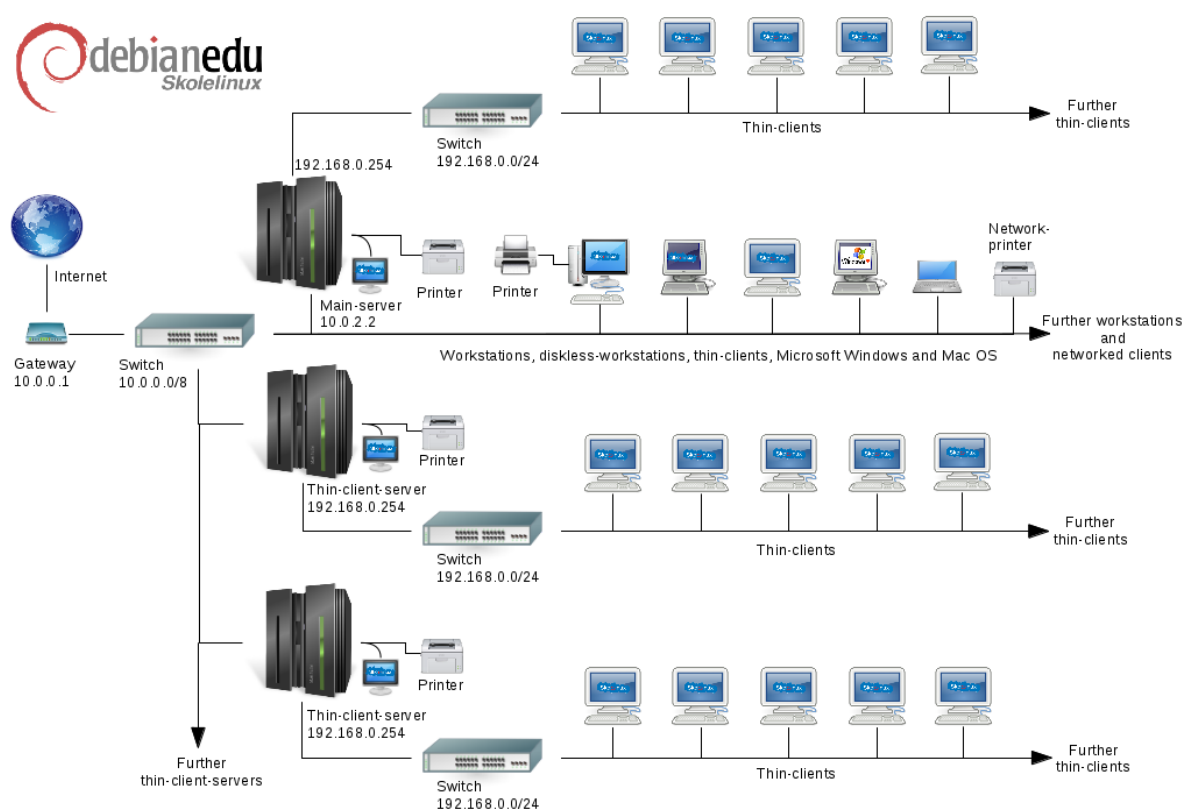 debianedu
Skolelinux
Switch
192.168.0.0/24
Thin-clients
Further
thin-clients
192.168.0.254
Internet
Gateway
10.0.0.1
Switch
10.0.0.0/8
Main-server
10.0.2.2
Printer
Printer
Network-
printer
Windows
Further workstations
and
networked clients
Workstations, diskless-workstations, thin-clients, Microsoft Windows and Mac OS
Printer
Thin-client-server
192.168.0.254
Switch
192.168.0.0/24
Thin-clients
Further
thin-clients
Printer
Thin-client-server
192.168.0.254
Switch
192.168.0.0/24
Thin-clients
Further
thin-clients
Further
thin-client-servers